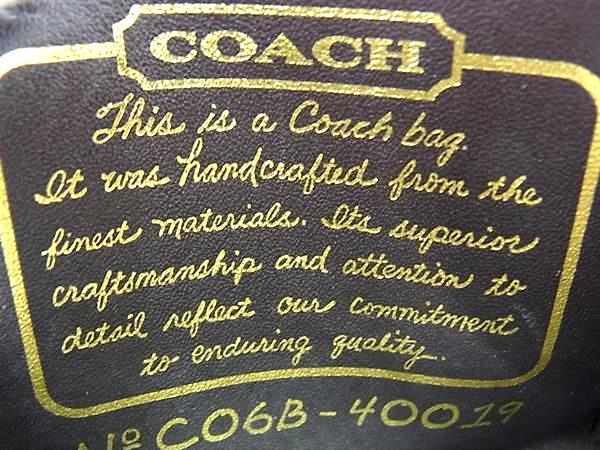 COACH
This is a Coach bag.
It was handcrafted from the
finest materials. Its superior
craftsmanship and attention to
detail reflect our commitment
to enduring quality.
No C06B-40019